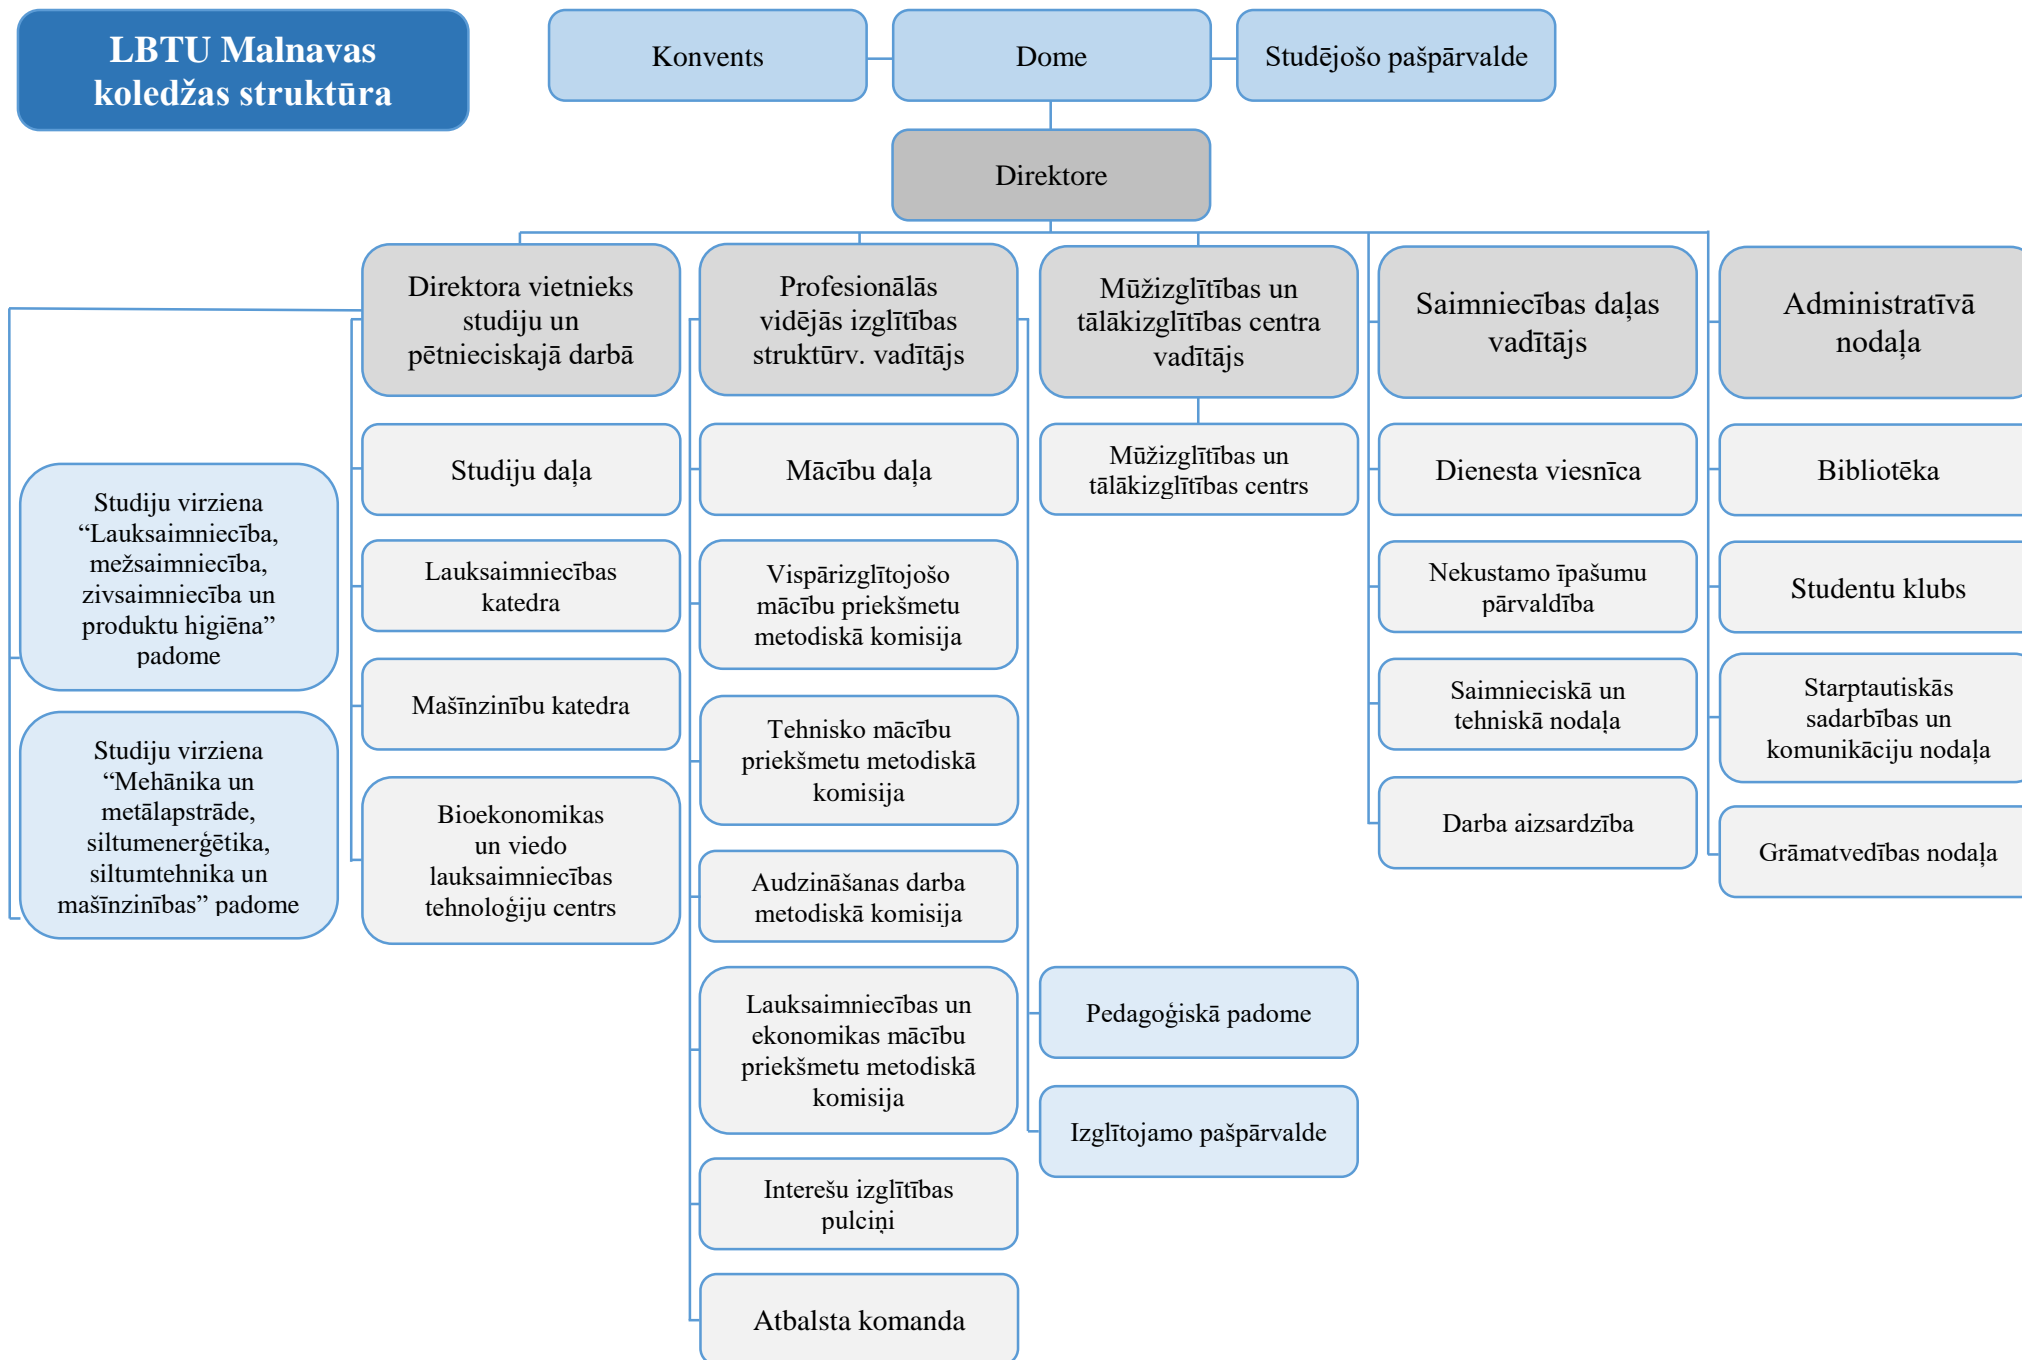 LBTU Malnavas
koledžas struktūra
Konvents
Dome
Studējošo pašpārvalde
Direktore
Direktora vietnieks
studiju un
pētnieciskajā darbā
Profesionālās
vidējās izglītības
struktūrv. vadītājs
Mūžizglītības un
tālākizglītības centra
vadītājs
Saimniecības daļas
vadītājs
Administratīvā
nodaļa
Studiju virziena
“Lauksaimniecība,
mežsaimniecība,
zivsaimniecība un
produktu higiēna”
padome
Studiju virziena
“Mehānika un
metālapstrāde,
siltumenerģētika,
siltumtehnika un
mašīnzinības” padome
Studiju daļa
Lauksaimniecības
katedra
Mašīnzinību katedra
Bioekonomikas
un viedo
lauksaimniecības
tehnoloģiju centrs
Mācību daļa
Vispārizglītojošo
mācību priekšmetu
metodiskā komisija
Tehnisko mācību
priekšmetu metodiskā
komisija
Audzināšanas darba
metodiskā komisija
Lauksaimniecības un
ekonomikas mācību
priekšmetu metodiskā
komisija
Interešu izglītības
pulciņi
Atbalsta komanda
Mūžizglītības un
tālākizglītības centrs
Pedagoģiskā padome
Izglītojamo pašpārvalde
Dienesta viesnīca
Nekustamo īpašumu
pārvaldība
Saimnieciskā un
tehniskā nodaļa
Darba aizsardzība
Bibliotēka
Studentu klubs
Starptautiskās
sadarbības un
komunikāciju nodaļa
Grāmatvedības nodaļa